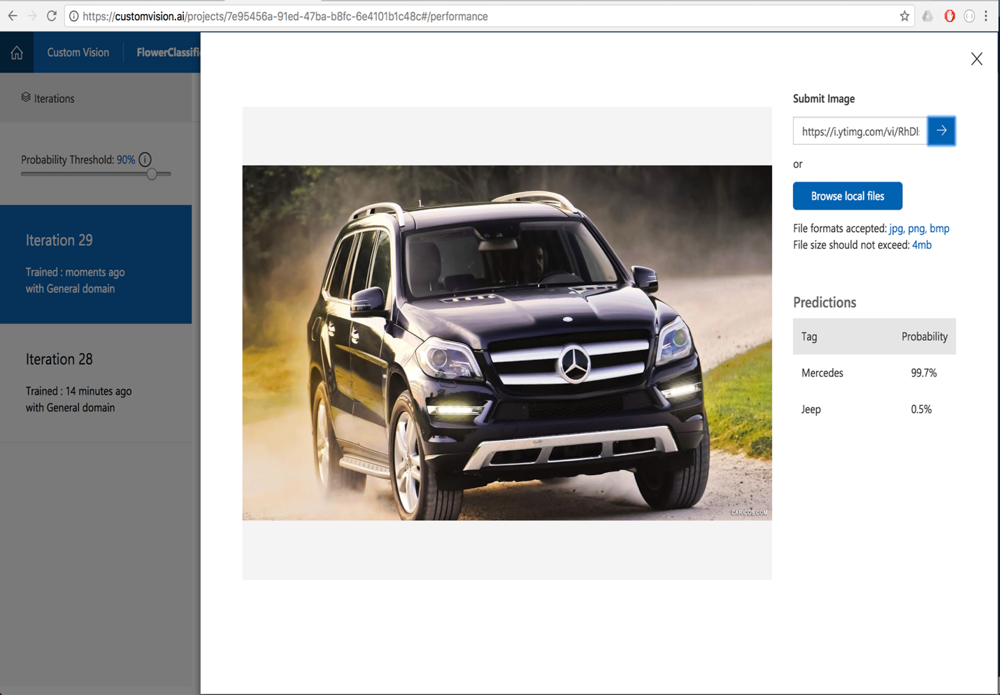 https://customvision.ai/projects/7e95456a-91ed-47ba-b8fc-6e4101b1c48c#/performance
Custom Vision
FlowerClassifi
Iterations
Probability Threshold: 90%
Iteration 29
Trained : moments ago
with General domain
Iteration 28
Trained : 14 minutes ago
with General domain
CARICOS.COM
Submit Image
https://i.ytimg.com/vi/RhDl
or
Browse local files
File formats accepted: jpg, png, bmp
File size should not exceed: 4mb
Predictions
Tag Probability
Mercedes 99.7%
Jeep 0.5%